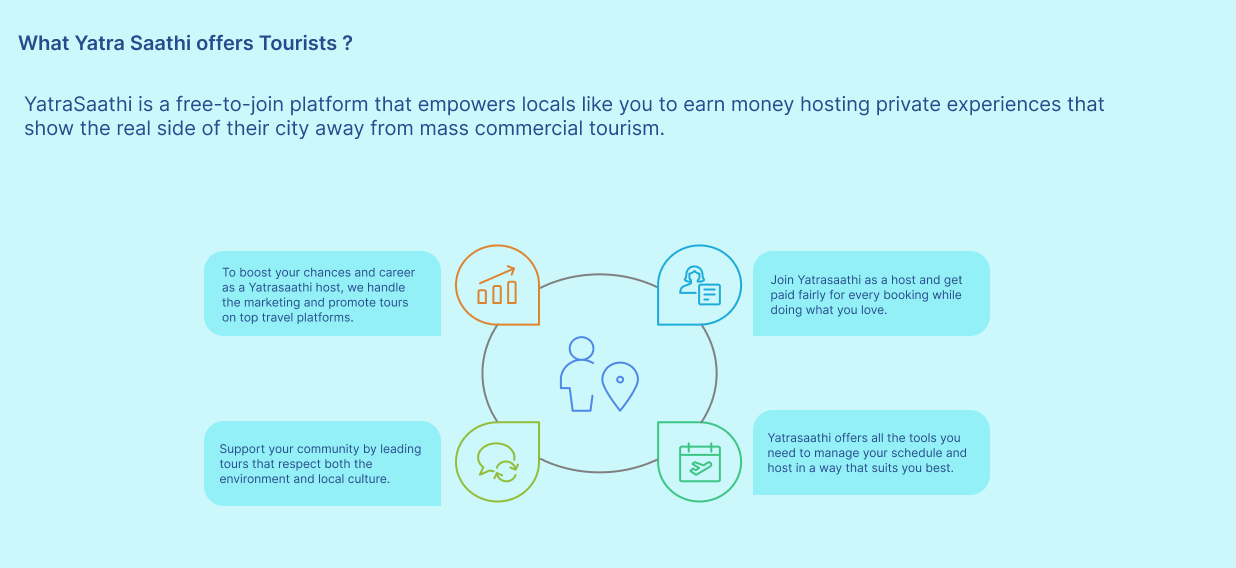 What Yatra Saathi offers Tourists ?
YatraSaathi is a free-to-join platform that empowers locals like you to earn money hosting private experiences that
show the real side of their city away from mass commercial tourism.
To boost your chances and career
as a Yatrasaathi host, we handle
the marketing and promote tours
on top travel platforms.
Join Yatrasaathi as a host and get
paid fairly for every booking while
doing what you love.
Support your community by leading
tours that respect both the
environment and local culture.
Yatrasaathi offers all the tools you
need to manage your schedule and
host in a way that suits you best.